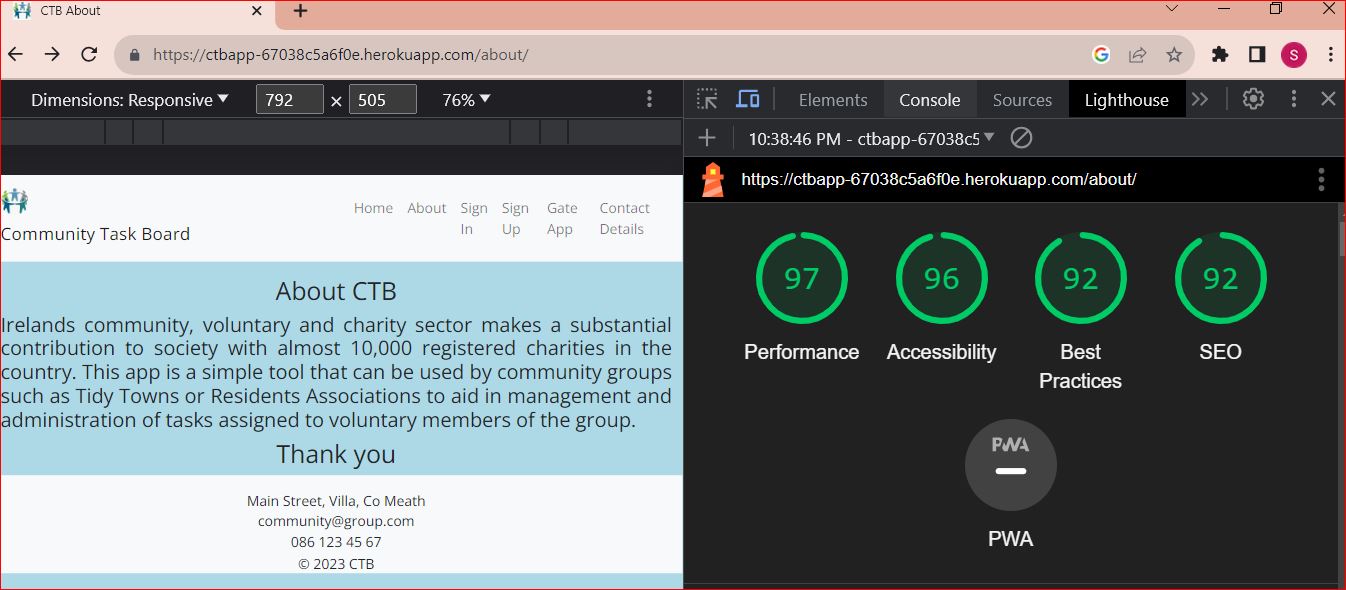 CTB About
https://ctbapp-67038c5a6f0e.herokuapp.com/about/
S
Dimensions: Responsive 792 × 505 76%
Elements Console Sources Lighthouse
10:38:46 PM - ctbapp-67038c5
https://ctbapp-67038c5a6f0e.herokuapp.com/about/
Community Task Board
Home About Sign In Sign Up Gate App Contact Details
About CTB
Irelands community, voluntary and charity sector makes a substantial
contribution to society with almost 10,000 registered charities in the
country. This app is a simple tool that can be used by community groups
such as Tidy Towns or Residents Associations to aid in management and
administration of tasks assigned to voluntary members of the group.
Thank you
Main Street, Villa, Co Meath
community@group.com
086 123 45 67
© 2023 CTB
97 96 92 92
Performance Accessibility Best Practices SEO
PWA
PWA